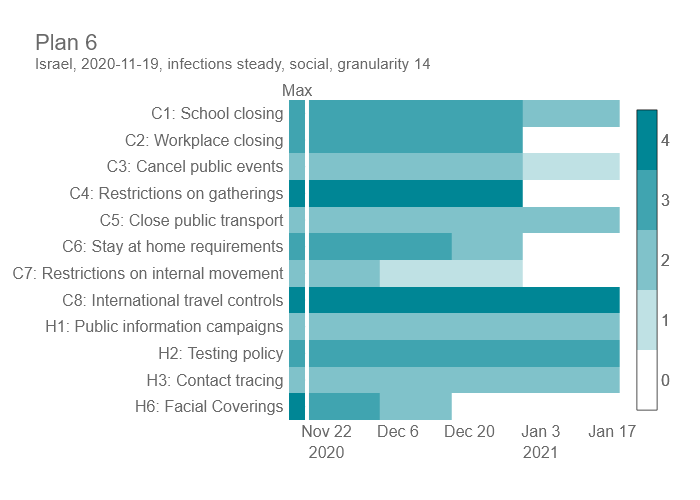 Plan 6
Israel, 2020-11-19, infections steady, social, granularity 14
Max
C1: School closing
C2: Workplace closing
C3: Cancel public events
C4: Restrictions on gatherings
C5: Close public transport
C6: Stay at home requirements
C7: Restrictions on internal movement
C8: International travel controls
H1: Public information campaigns
H2: Testing policy
H3: Contact tracing
H6: Facial Coverings
4
3
2
1
0
Nov 22 Dec 6 Dec 20 Jan 3 Jan 17
2020 2021